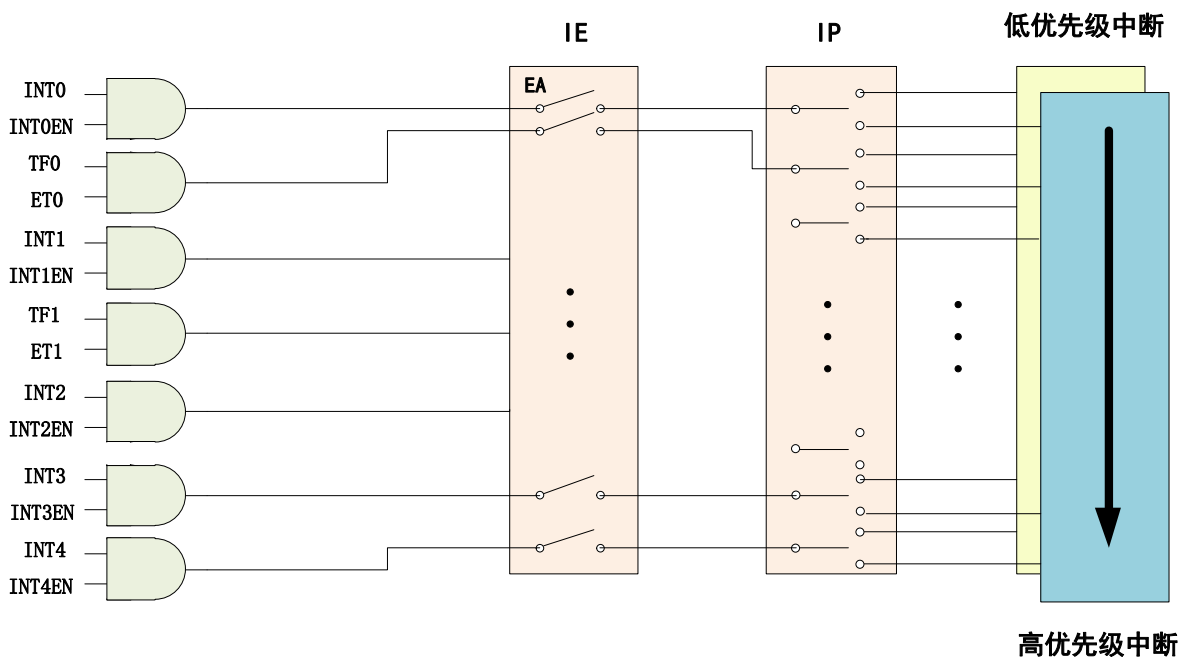 低优先级中断
IE
IP
EA
INT0
INT0EN
TF0
ET0
INT1
INT1EN
TF1
ET1
INT2
INT2EN
INT3
INT3EN
INT4
INT4EN
高优先级中断